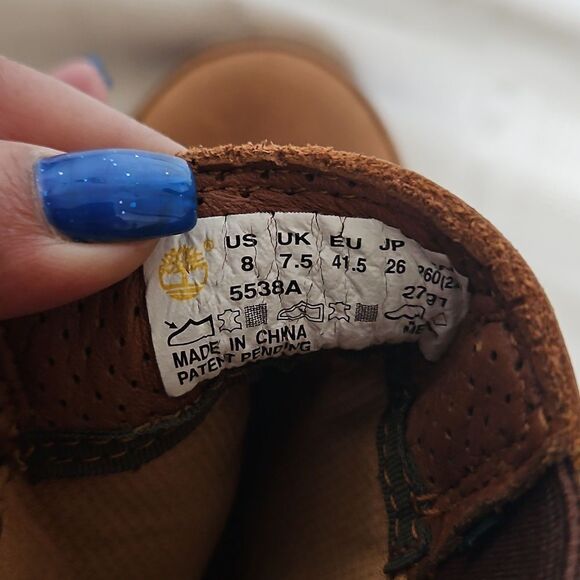 US UK EU JP
8 7.5 41.5 26
5538A
MADE IN CHINA
PATENT PENDING